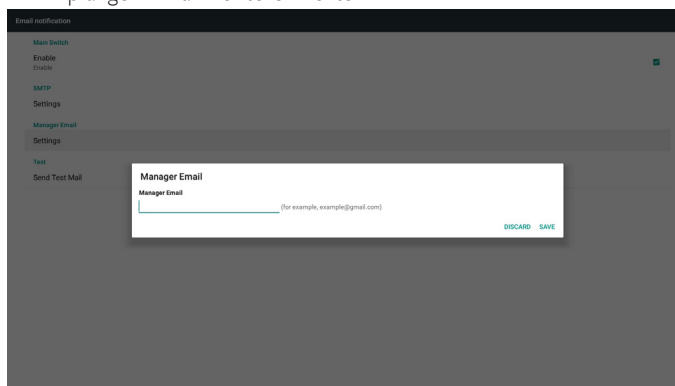 Email notification
Main Switch
Enable
Enable
SMTP
Settings
Manager Email
Settings
Test
Send Test Mail
Manager Email
Manager Email
(for example, example@gmail.com)
DISCARD SAVE